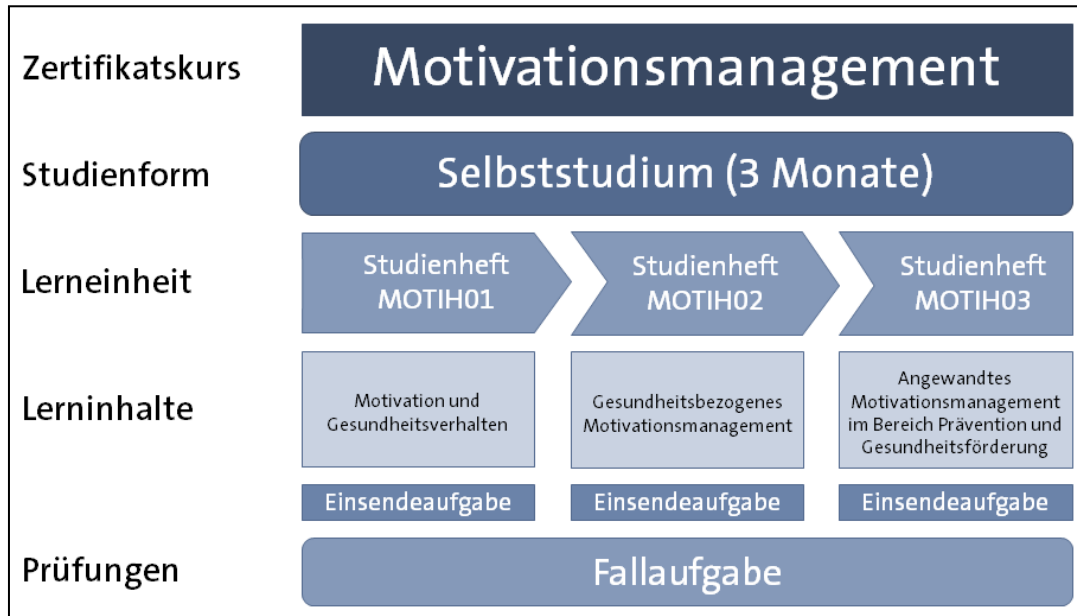 Zertifikatskurs
Motivationsmanagement
Studienform
Selbststudium (3 Monate)
Lerneinheit
Studienheft
MOTIH01
Studienheft
MOTIH02
Studienheft
MOTIH03
Lerninhalte
Motivation und
Gesundheitsverhalten
Gesundheitsbezogenes
Motivationsmanagement
Angewandtes
Motivationsmanagement
im Bereich Prävention und
Gesundheitsförderung
Einsendeaufgabe
Einsendeaufgabe
Einsendeaufgabe
Prüfungen
Fallaufgabe